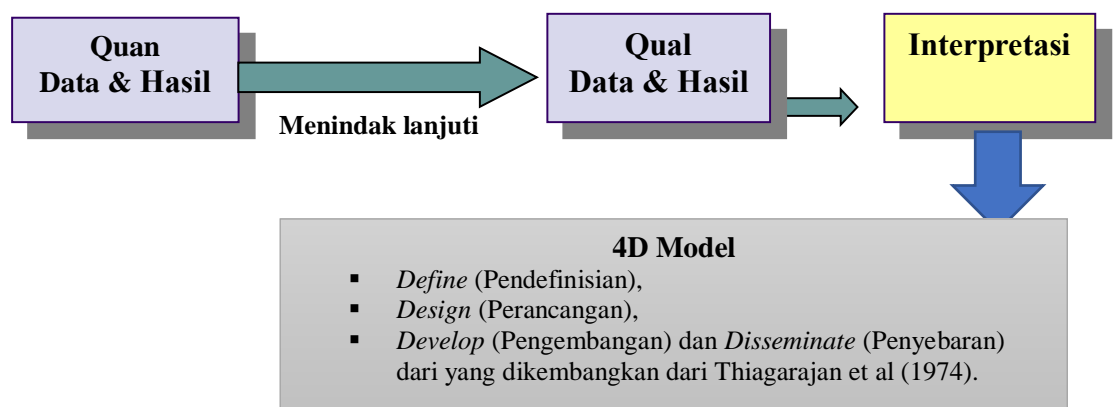 Quan
Data & Hasil
Menindak lanjuti
Qual
Data & Hasil
Interpretasi
4D Model
▪ Define (Pendefinisian),
▪ Design (Perancangan),
▪ Develop (Pengembangan) dan Disseminate (Penyebaran)
dari yang dikembangkan dari Thiagarajan et al (1974).